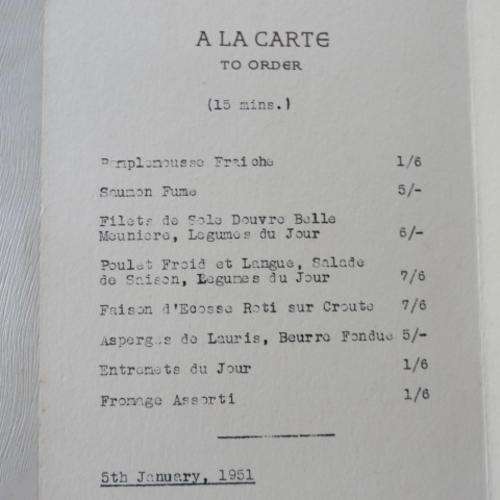 A LA CARTE
TO ORDER
(15 mins.)
Pamplemousse Fraiche 1/6
Saumon Fume 5/-
Filets de Sole Douvre Belle
Meuniere, Legumes du Jour 6/-
Poulet Froid et Langue, Salade
de Saison, Legumes du Jour 7/6
Faison d'Ecosse Roti sur Croute 7/6
Asperges de Lauris, Beurre Fondue 5/-
Entremets du Jour 1/6
Fromage Assorti 1/6
5th January, 1951